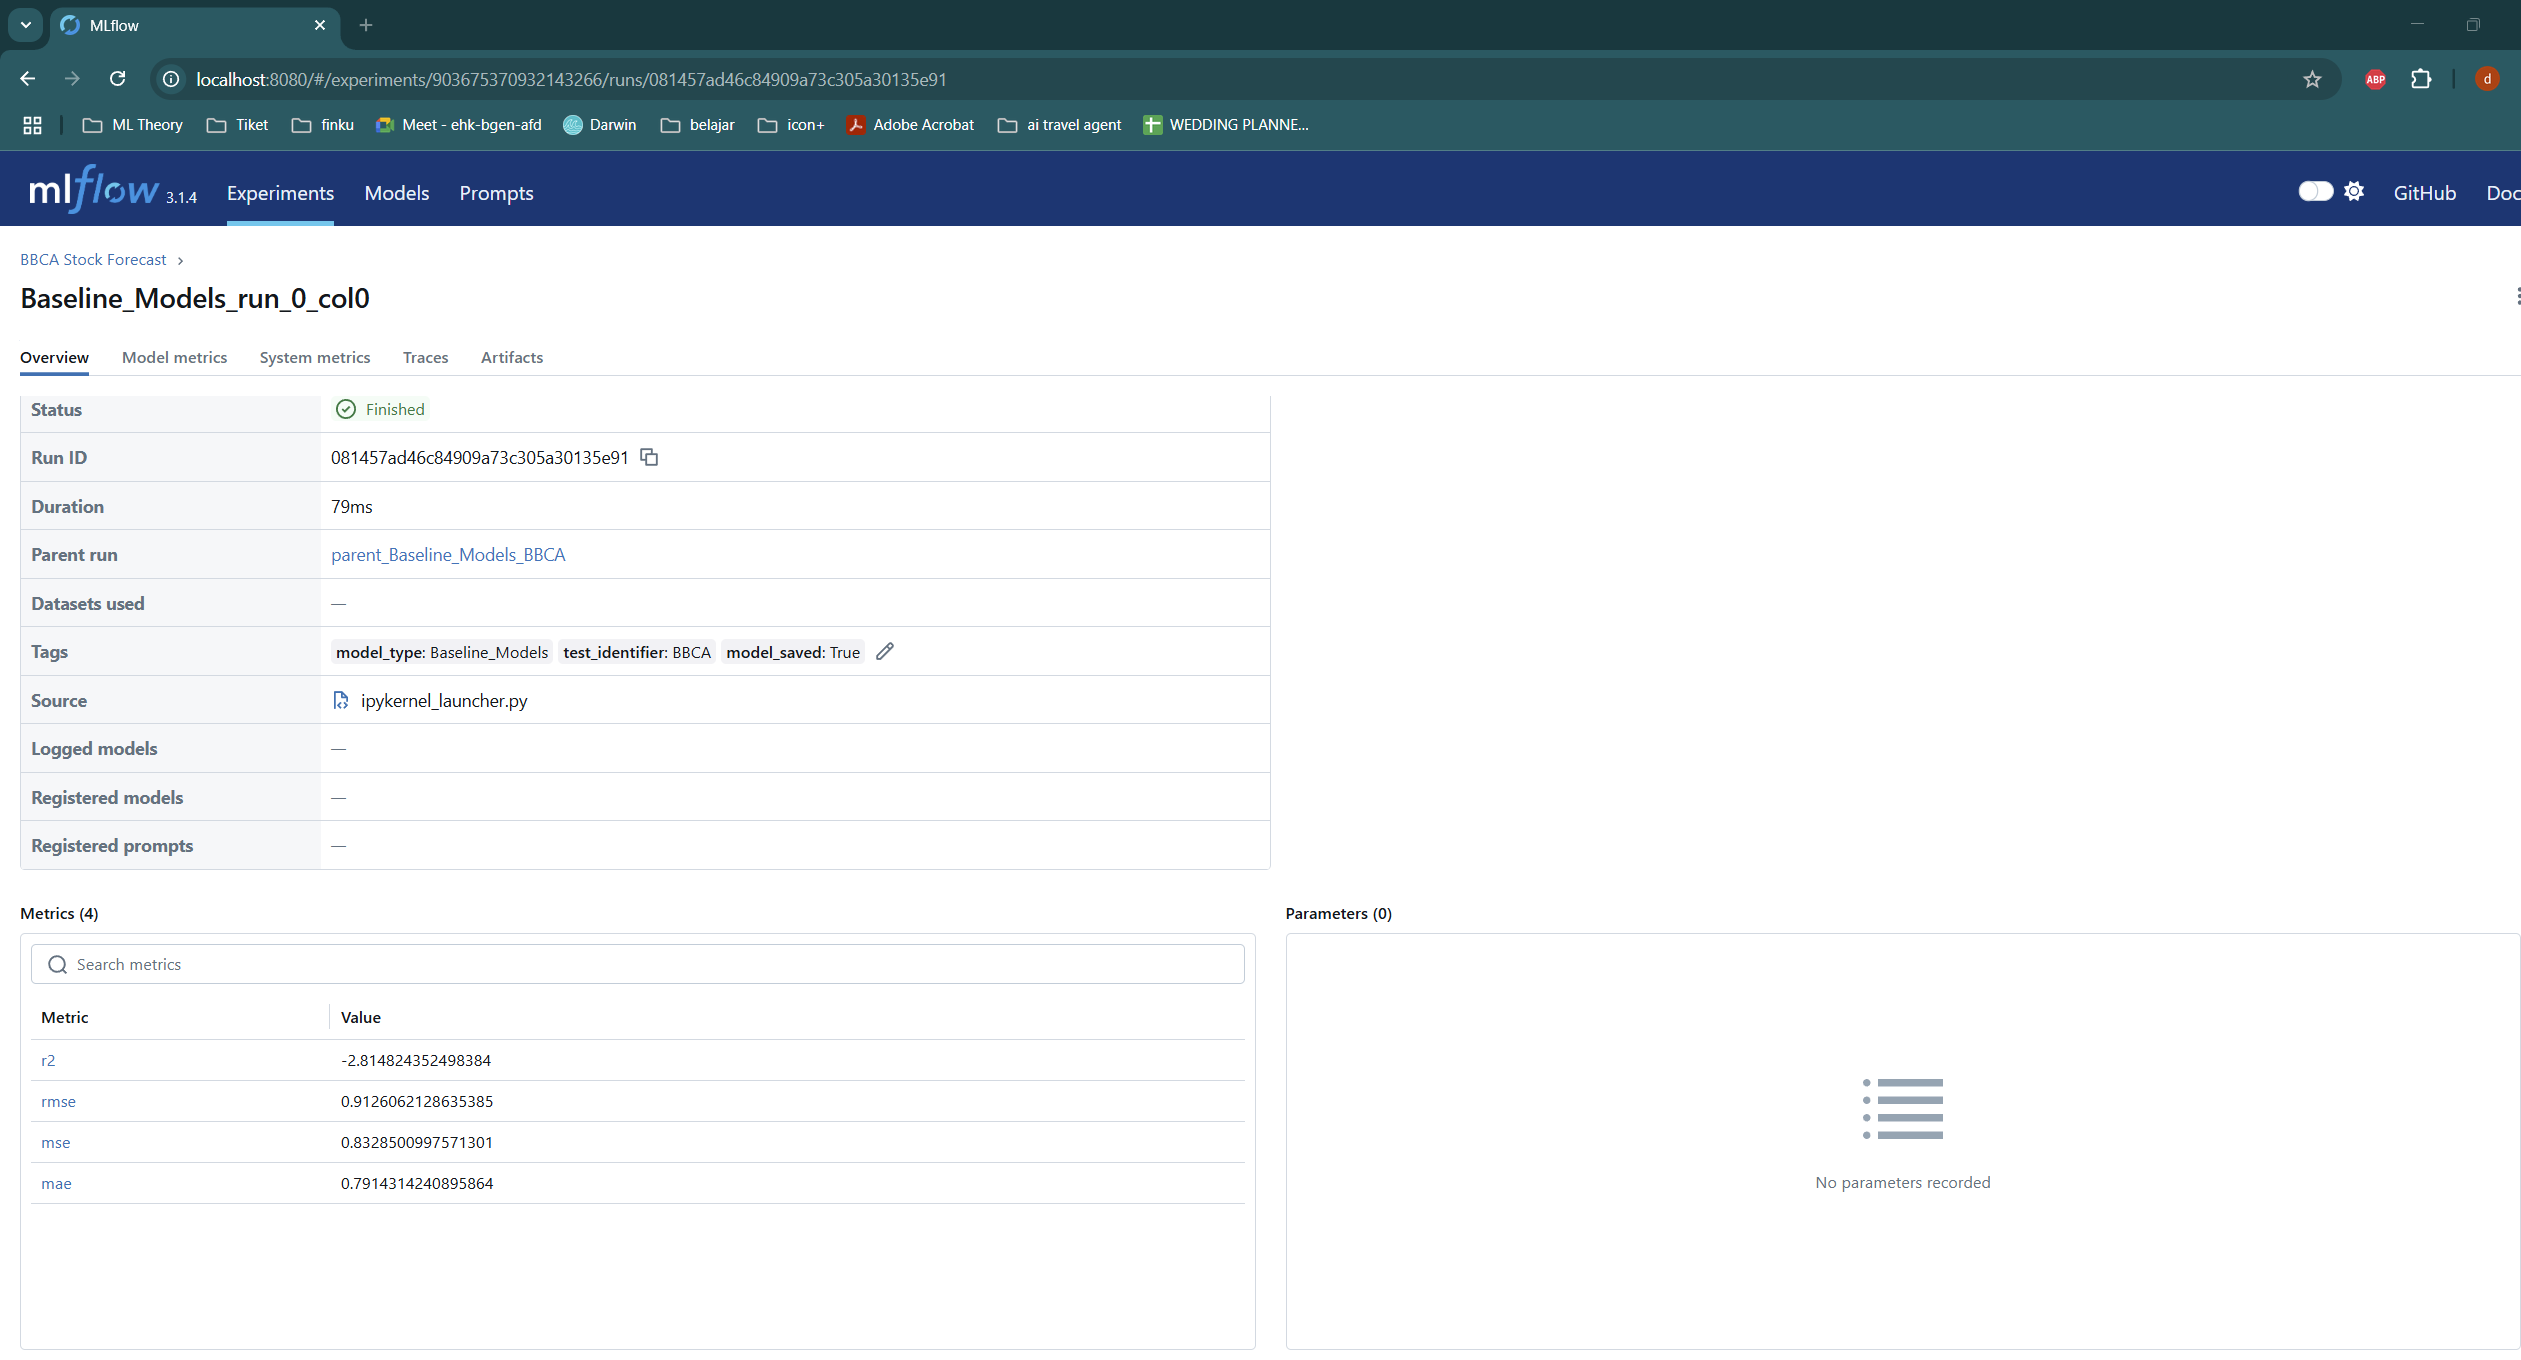 MLflow
localhost:8080/#/experiments/903675370932143266/runs/081457ad46c84909a73c305a30135e91
ABP
d
ML Theory
Tiket
finku
Meet - ehk-bgen-afd
Darwin
belajar
icon+
Adobe Acrobat
ai travel agent
WEDDING PLANNE...
mlflow 3.1.4
Experiments
Models
Prompts
GitHub
Doc
BBCA Stock Forecast
Baseline_Models_run_0_col0
Overview
Model metrics
System metrics
Traces
Artifacts
Status
Finished
Run ID
081457ad46c84909a73c305a30135e91
Duration
79ms
Parent run
parent_Baseline_Models_BBCA
Datasets used
—
Tags
model_type: Baseline_Models
test_identifier: BBCA
model_saved: True
Source
ipykernel_launcher.py
Logged models
—
Registered models
—
Registered prompts
—
Metrics (4)
Search metrics
Metric
Value
r2
-2.814824352498384
rmse
0.9126062128635385
mse
0.8328500997571301
mae
0.7914314240895864
Parameters (0)
No parameters recorded